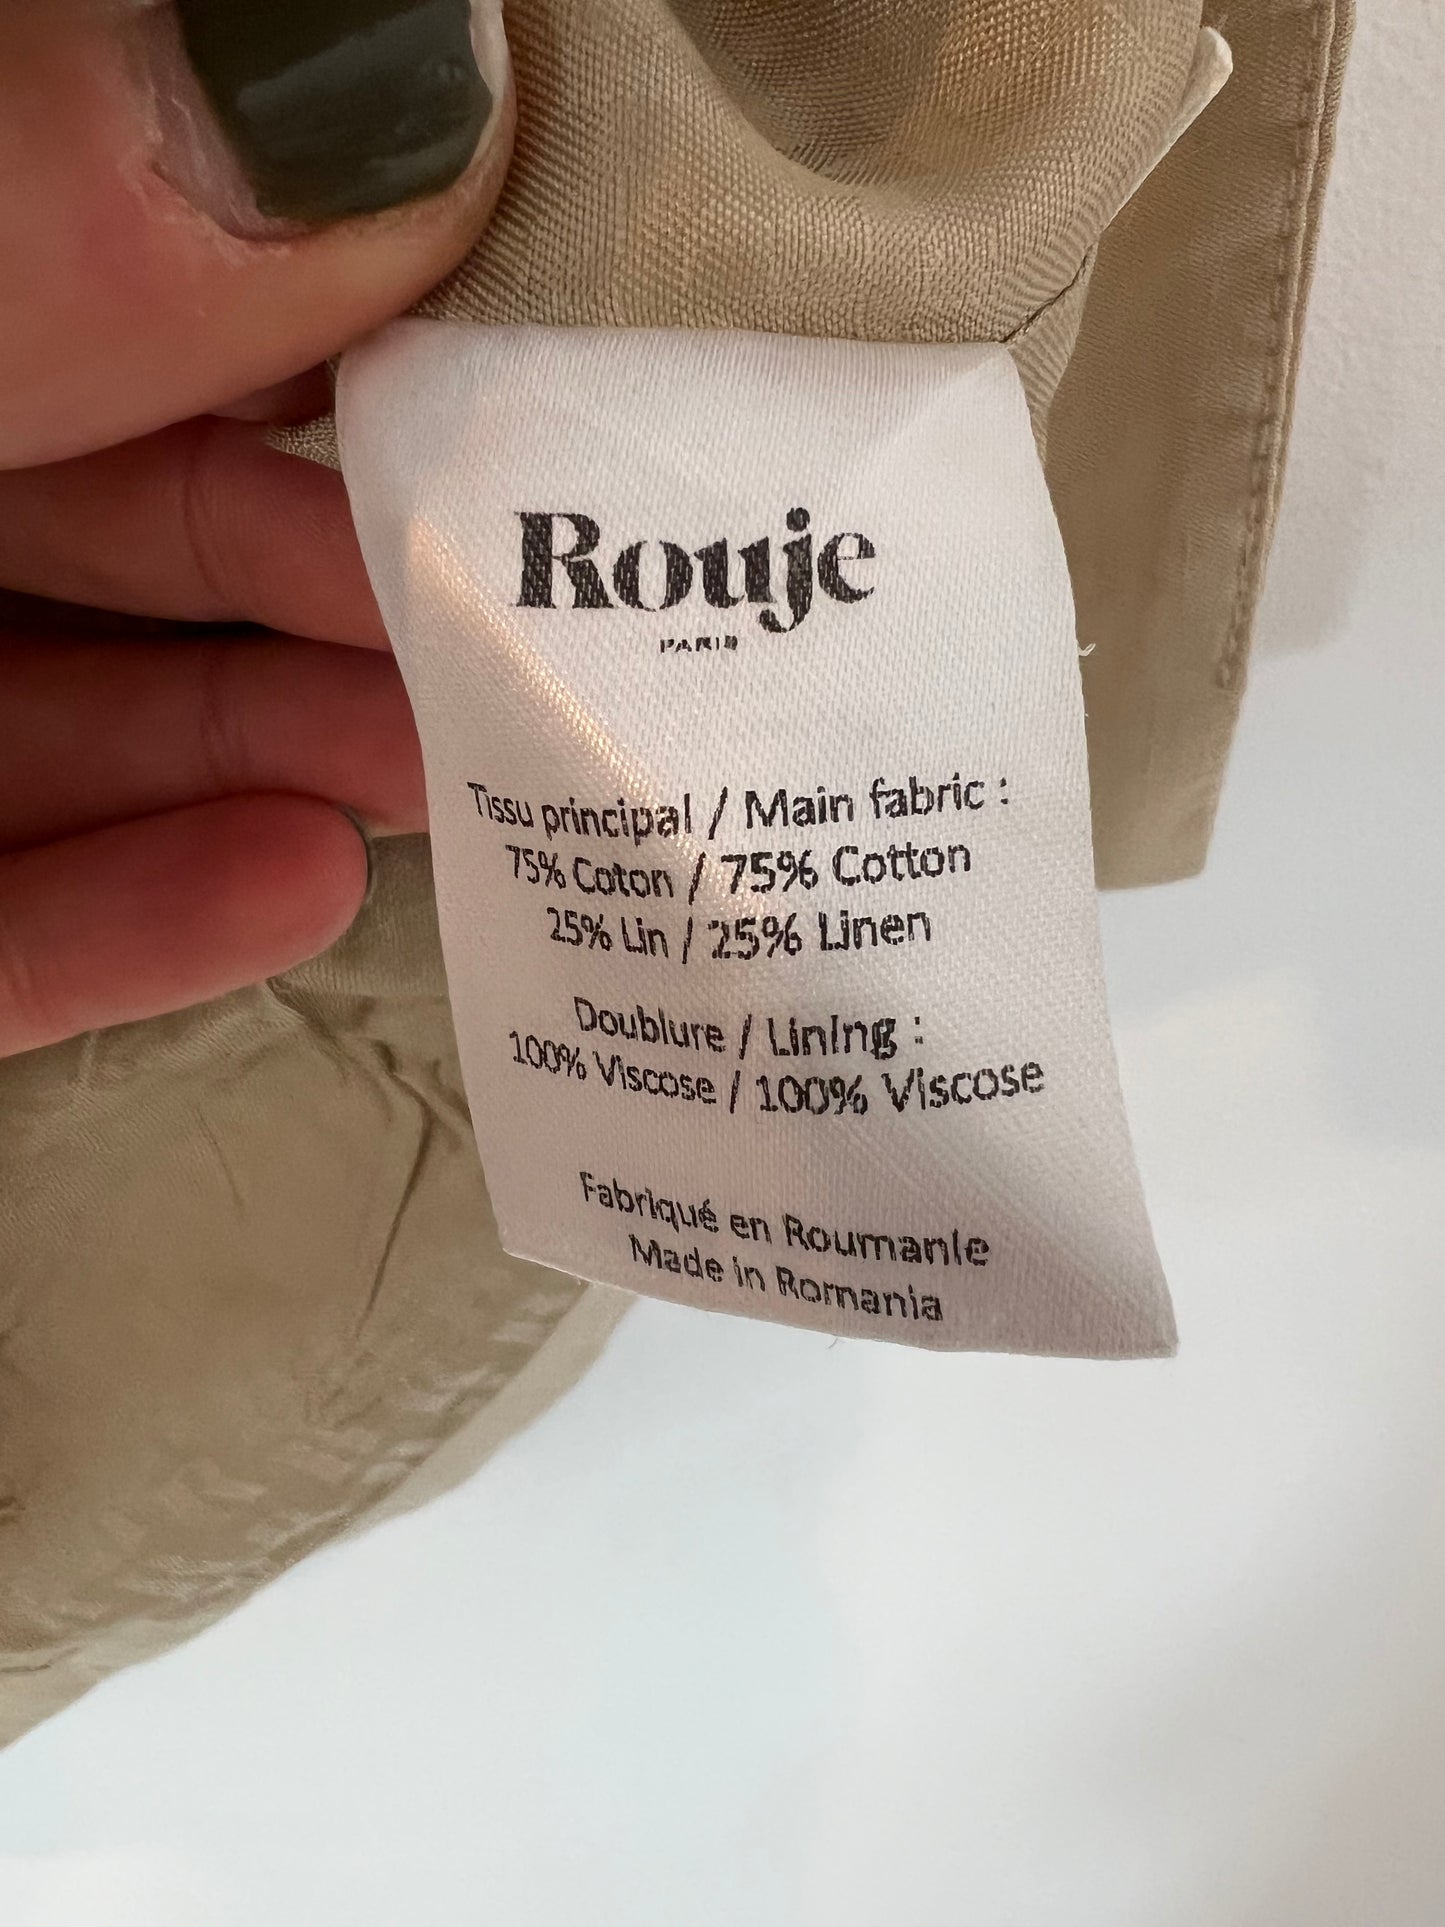 Rouje
PARIS
Tissu principal / Main fabric :
75% Coton / 75% Cotton
25% Lin / 25% Linen
Doublure / Lining :
100% Viscose / 100% Viscose
Fabriqué en Roumanie
Made in Romania